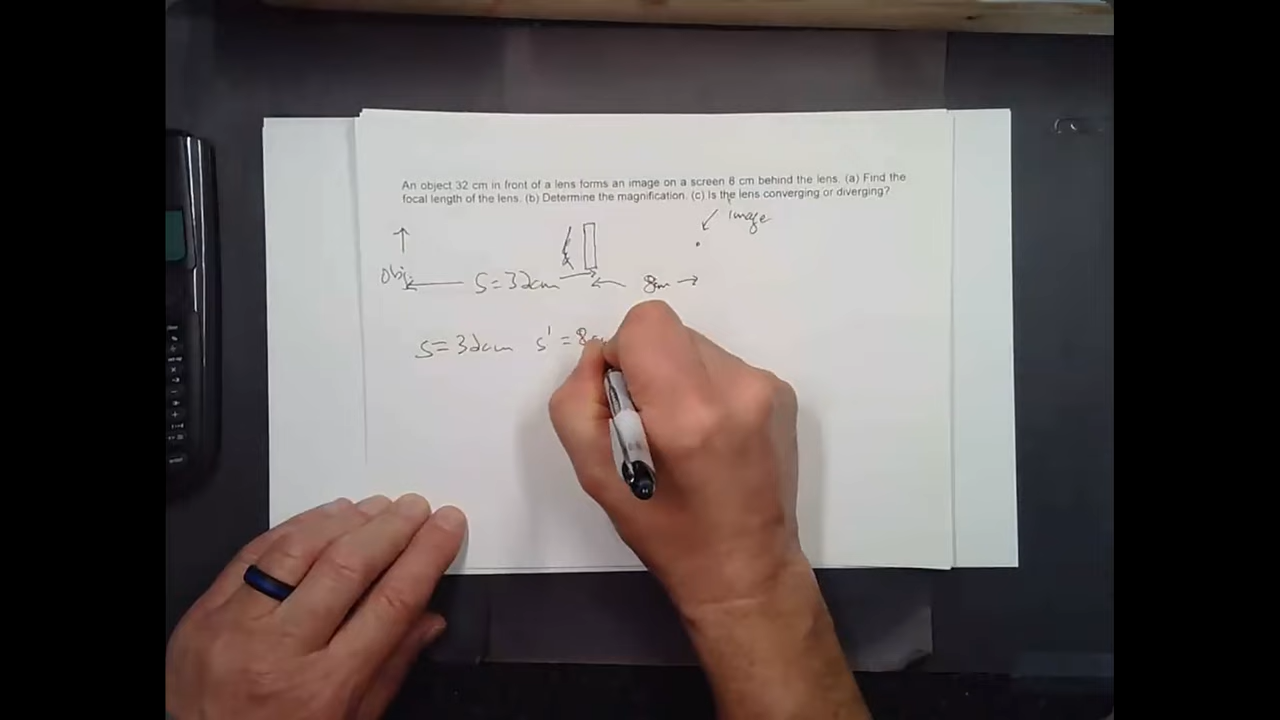 An object 32 cm in front of a lens forms an image on a screen 8 cm behind the lens. (a) Find the
focal length of the lens. (b) Determine the magnification. (c) Is the lens converging or diverging?
image
Obj.
S=32cm
8cm
S=32cm s' =8cm